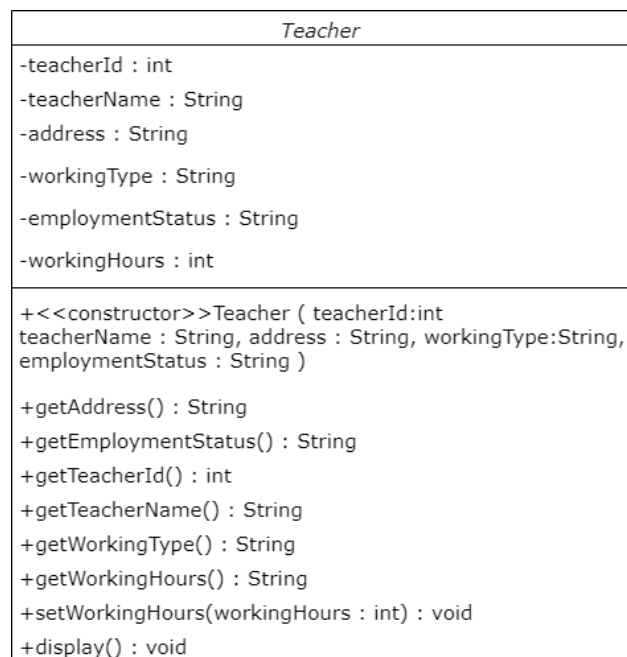 Teacher
-teacherId : int
-teacherName : String
-address : String
-workingType : String
-employmentStatus : String
-workingHours : int
+<<constructor>>Teacher ( teacherId:int
teacherName : String, address : String, workingType:String,
employmentStatus : String )
+getAddress() : String
+getEmploymentStatus() : String
+getTeacherId() : int
+getTeacherName() : String
+getWorkingType() : String
+getWorkingHours() : String
+setWorkingHours(workingHours : int) : void
+display() : void